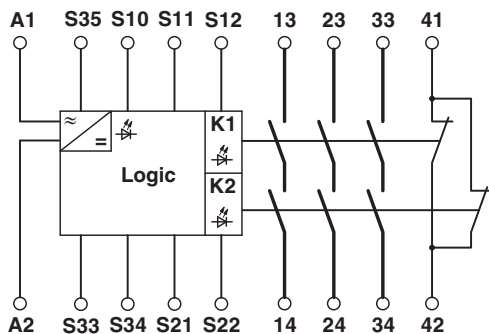 A1 S35 S10 S11 S12 13 23 33 41
≈
=
K1
Logic
K2
A2 S33 S34 S21 S22 14 24 34 42